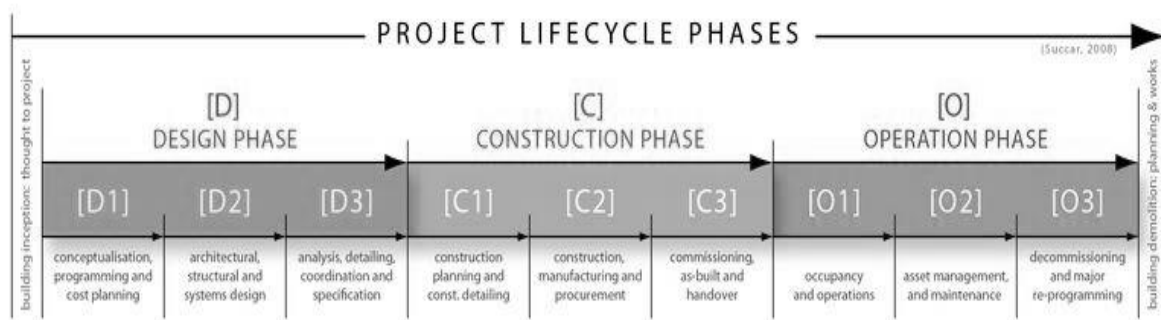 PROJECT LIFECYCLE PHASES
(Succar, 2008)
building inception: thought to project
[D]
DESIGN PHASE
[C]
CONSTRUCTION PHASE
[O]
OPERATION PHASE
[D1]
[D2]
[D3]
[C1]
[C2]
[C3]
[O1]
[O2]
[O3]
conceptualisation,
programming and
cost planning
architectural,
structural and
systems design
analysis, detailing,
coordination and
specification
construction
planning and
const. detailing
construction,
manufacturing and
procurement
commissioning,
as-built and
handover
occupancy
and operations
asset management,
and maintenance
decommissioning
and major
re-programming
building demolition: planning & works